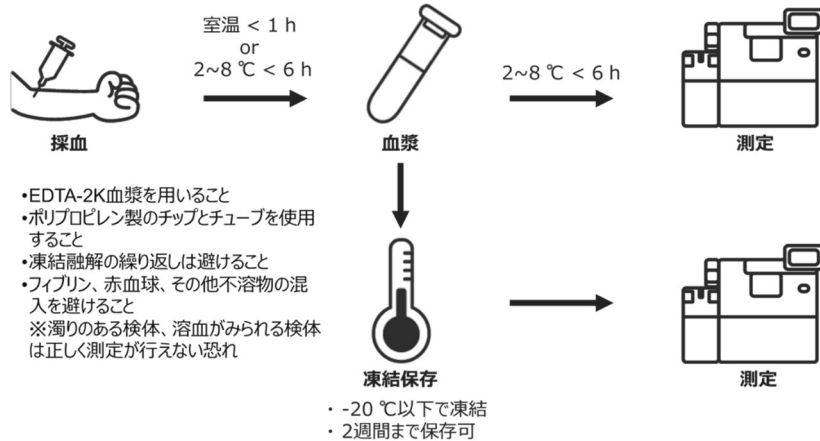 室温 < 1 h
or
2~8 ℃ < 6 h
2~8 ℃ < 6 h
採血
血漿
測定
•EDTA-2K血漿を用いること
•ポリプロピレン製のチップとチューブを使用
すること
•凍結融解の繰り返しは避けること
•フィブリン、赤血球、その他不溶物の混
入を避けること
※濁りのある検体、溶血がみられる検体
は正しく測定が行えない恐れ
凍結保存
測定
・ -20 ℃以下で凍結
・ 2週間まで保存可